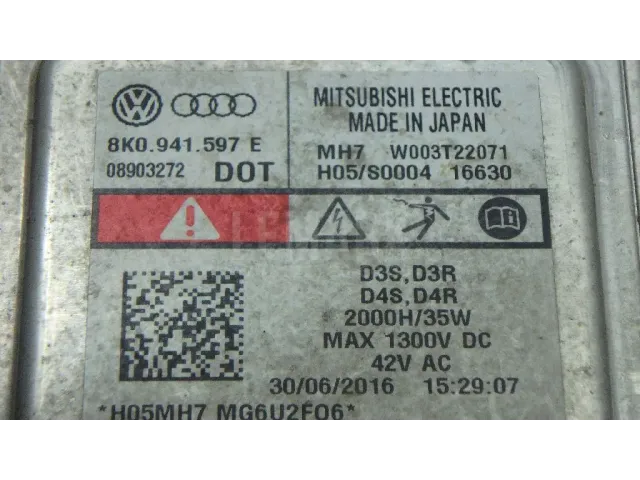 8K0.941.597 E
08903272 DOT
MITSUBISHI ELECTRIC
MADE IN JAPAN
MH7 W003T22071
H05/S0004 16630
D3S,D3R
D4S,D4R
2000H/35W
MAX 1300V DC
42V AC
30/06/2016 15:29:07
*H05MH7 MG6U2F06*